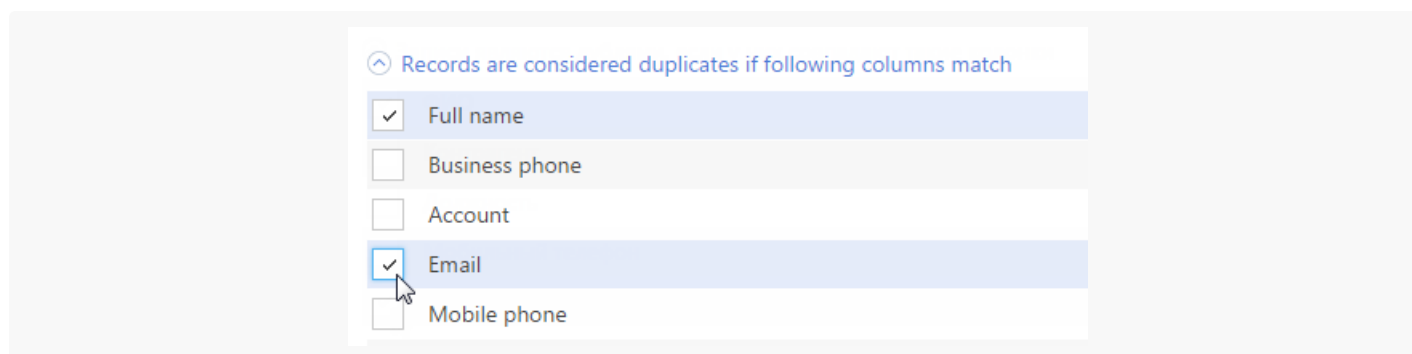 Records are considered duplicates if following columns match
Full name
Business phone
Account
Email
Mobile phone